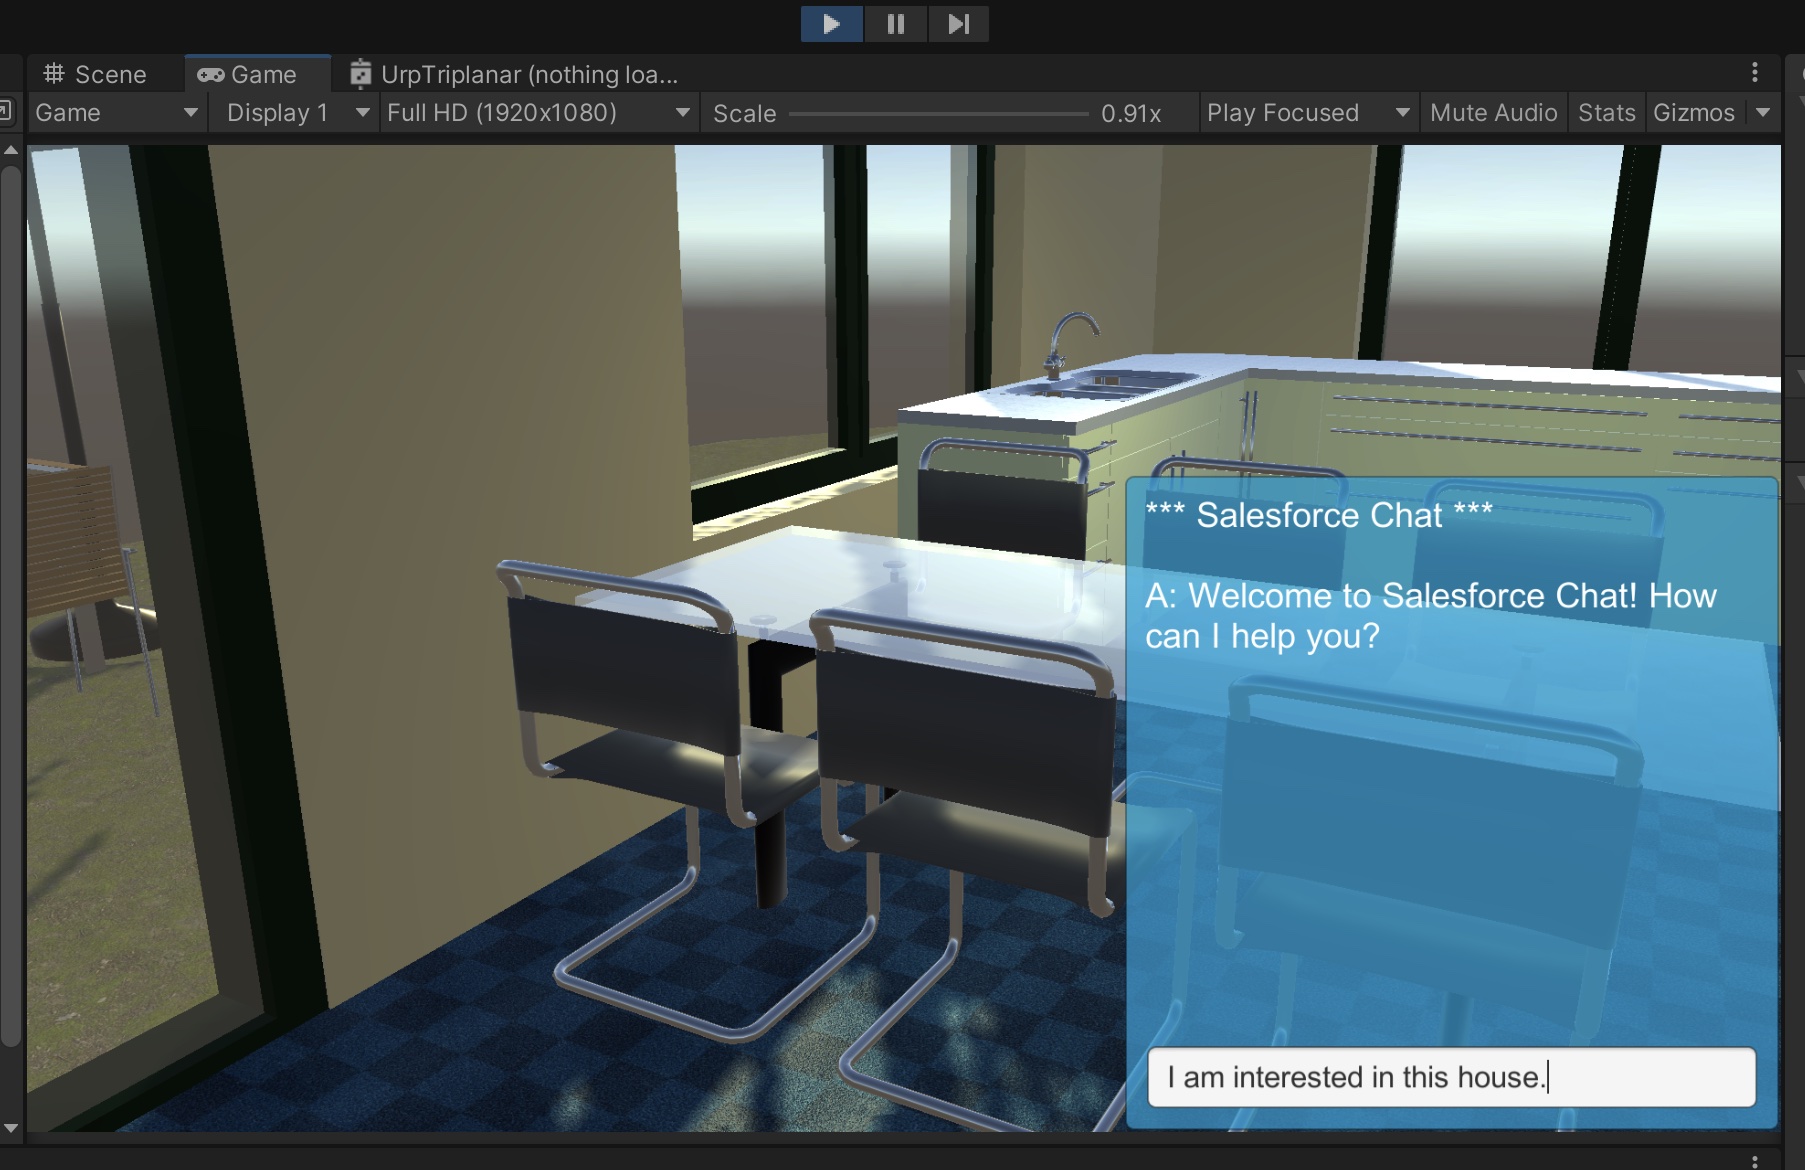 Scene
Game
UrpTriplanar (nothing loa...
Game
Display 1
Full HD (1920x1080)
Scale
0.91x
Play Focused
Mute Audio
Stats
Gizmos
*** Salesforce Chat ***
A: Welcome to Salesforce Chat! How
can I help you?
I am interested in this house.